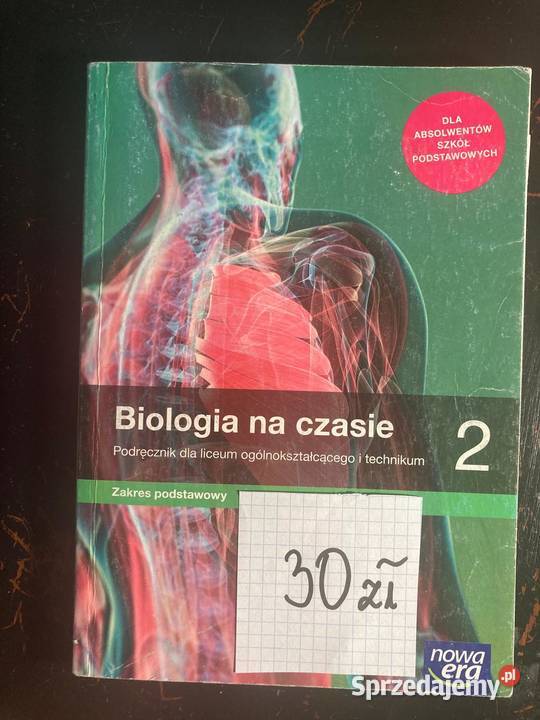 DLA
ABSOLWENTÓW
SZKÓŁ
PODSTAWOWYCH
Biologia na czasie
2
Podręcznik dla liceum ogólnokształcącego i technikum
Zakres podstawowy
30 zł
nowa
era
Sprzedajemy.pl